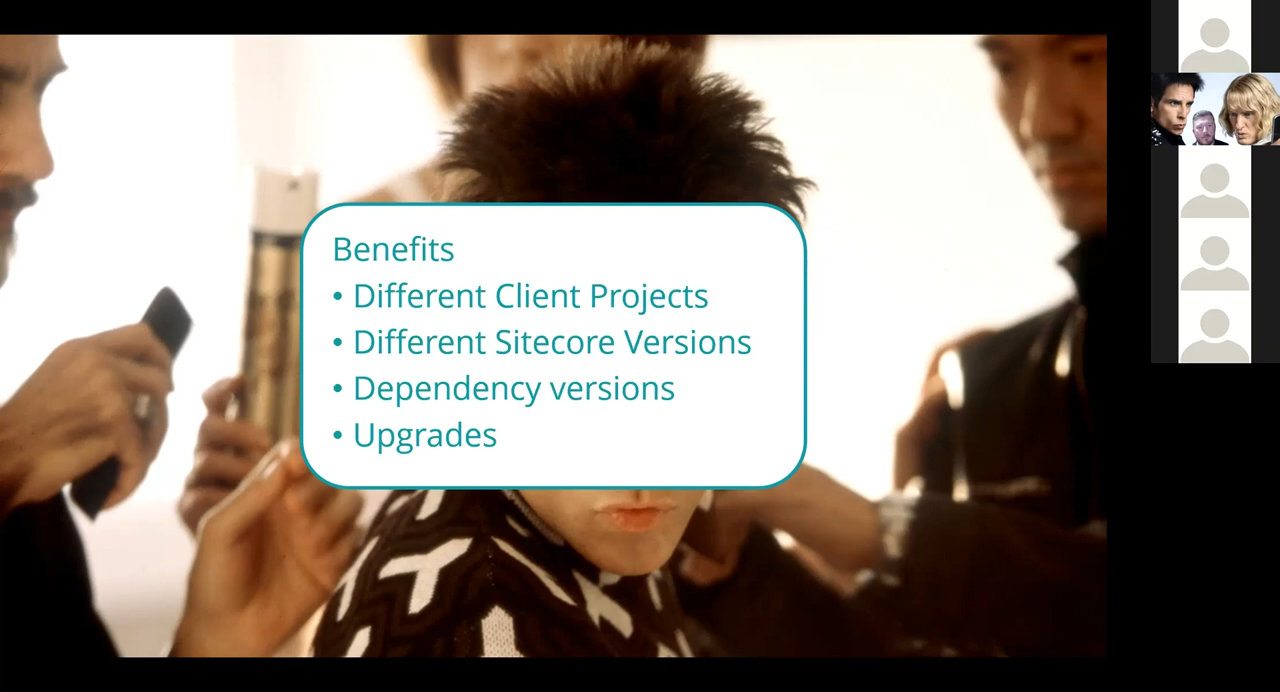 Benefits
• Different Client Projects
• Different Sitecore Versions
• Dependency versions
• Upgrades